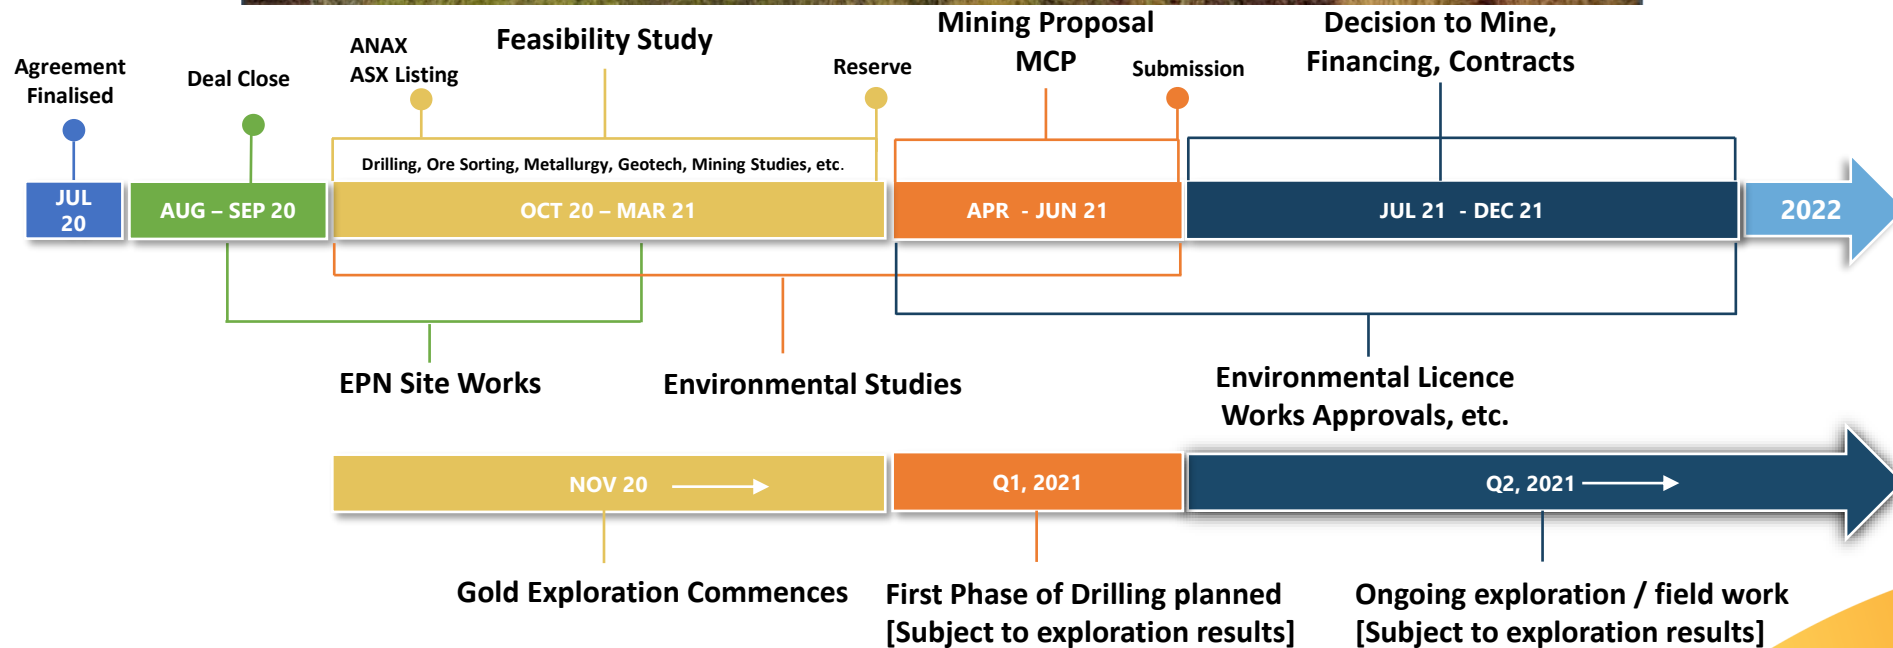 Agreement
Finalised
Deal Close
ANAX
ASX Listing
Feasibility Study
Reserve
Mining Proposal
MCP
Submission
Decision to Mine,
Financing, Contracts
Drilling, Ore Sorting, Metallurgy, Geotech, Mining Studies, etc.
JUL
20
AUG – SEP 20
OCT 20 – MAR 21
APR - JUN 21
JUL 21 - DEC 21
2022
EPN Site Works
Environmental Studies
Environmental Licence
Works Approvals, etc.
NOV 20
Q1, 2021
Q2, 2021
Gold Exploration Commences
First Phase of Drilling planned
[Subject to exploration results]
Ongoing exploration / field work
[Subject to exploration results]